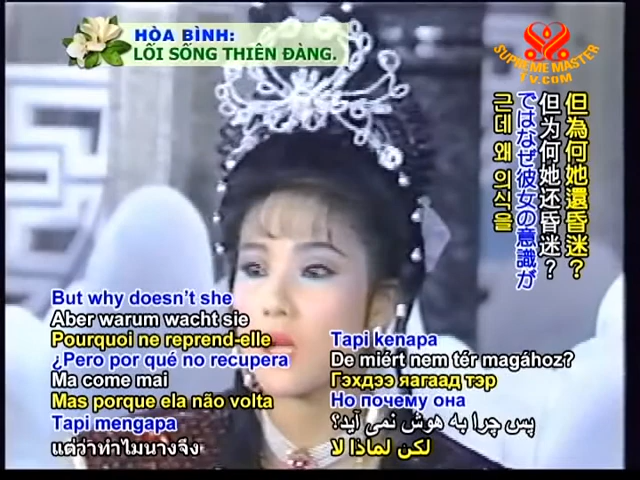 HÒA BÌNH:
LỐI SỐNG THIÊN ĐÀNG.
SUPREME MASTER
TV.COM
但為何她還昏迷?
但为何她还昏迷?
ではなぜ彼女の意識が
근데 왜 의식을
But why doesn't she
Aber warum wacht sie
Pourquoi ne reprend-elle
¿Pero por qué no recupera
Ma come mai
Mas porque ela não volta
Tapi mengapa
แต่ว่าทำไมนางจึง
Tapi kenapa
De miért nem tér magához?
Гэхдээ яагаад тэр
Но почему она
پس چرا به هوش نمی آید؟
لكن لماذا لا